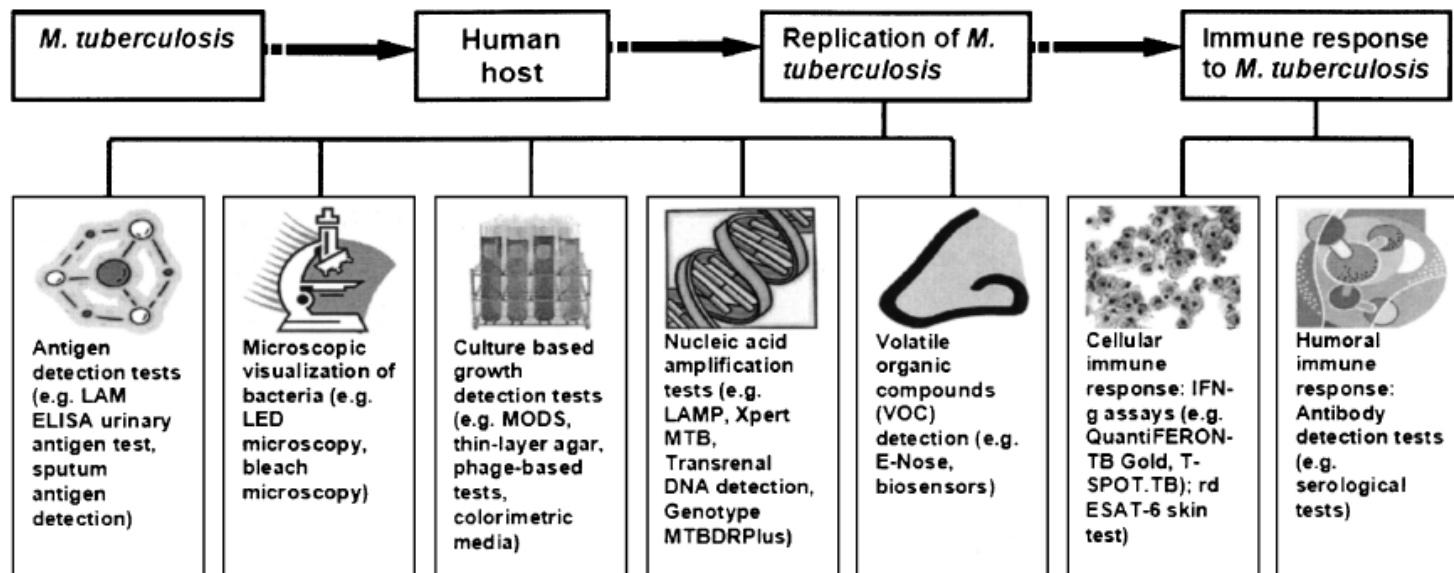 M. tuberculosis
Human
host
Replication of M.
tuberculosis
Immune response
to M. tuberculosis
Antigen
detection tests
(e.g. LAM
ELISA urinary
antigen test,
sputum
antigen
detection)
Microscopic
visualization of
bacteria (e.g.
LED
microscopy,
bleach
microscopy)
Culture based
growth
detection tests
(e.g. MODS,
thin-layer agar,
phage-based
tests,
colorimetric
media)
Nucleic acid
amplification
tests (e.g.
LAMP, Xpert
MTB,
Transrenal
DNA detection,
Genotype
MTBDRPlus)
Volatile
organic
compounds
(VOC)
detection (e.g.
E-Nose,
biosensors)
Cellular
immune
response: IFN-
g assays (e.g.
QuantiFERON-
TB Gold, T-
SPOT.TB); rd
ESAT-6 skin
test)
Humoral
immune
response:
Antibody
detection tests
(e.g.
serological
tests)